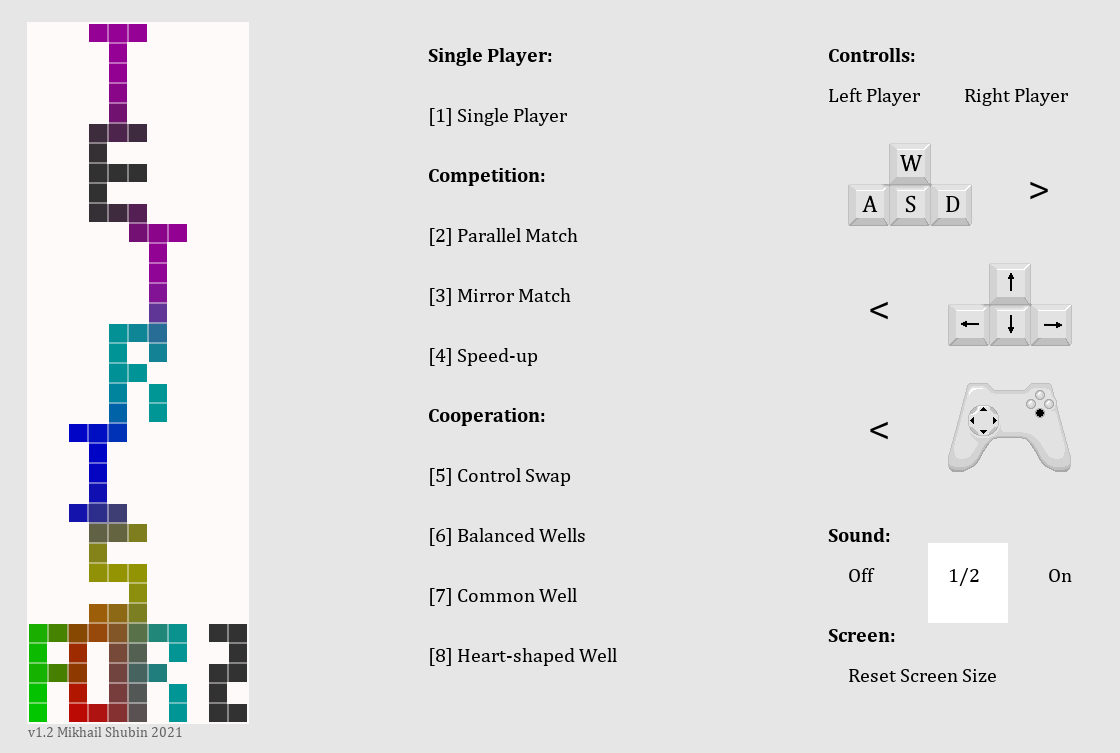 T
E
T
R
I
S
FOR 2
v1.2 Mikhail Shubin 2021
Single Player:
[1] Single Player
Competition:
[2] Parallel Match
[3] Mirror Match
[4] Speed-up
Cooperation:
[5] Control Swap
[6] Balanced Wells
[7] Common Well
[8] Heart-shaped Well
Controlls:
Left Player Right Player
W
A S D >
< ↑
← ↓ →
<
Sound:
Off 1/2 On
Screen:
Reset Screen Size